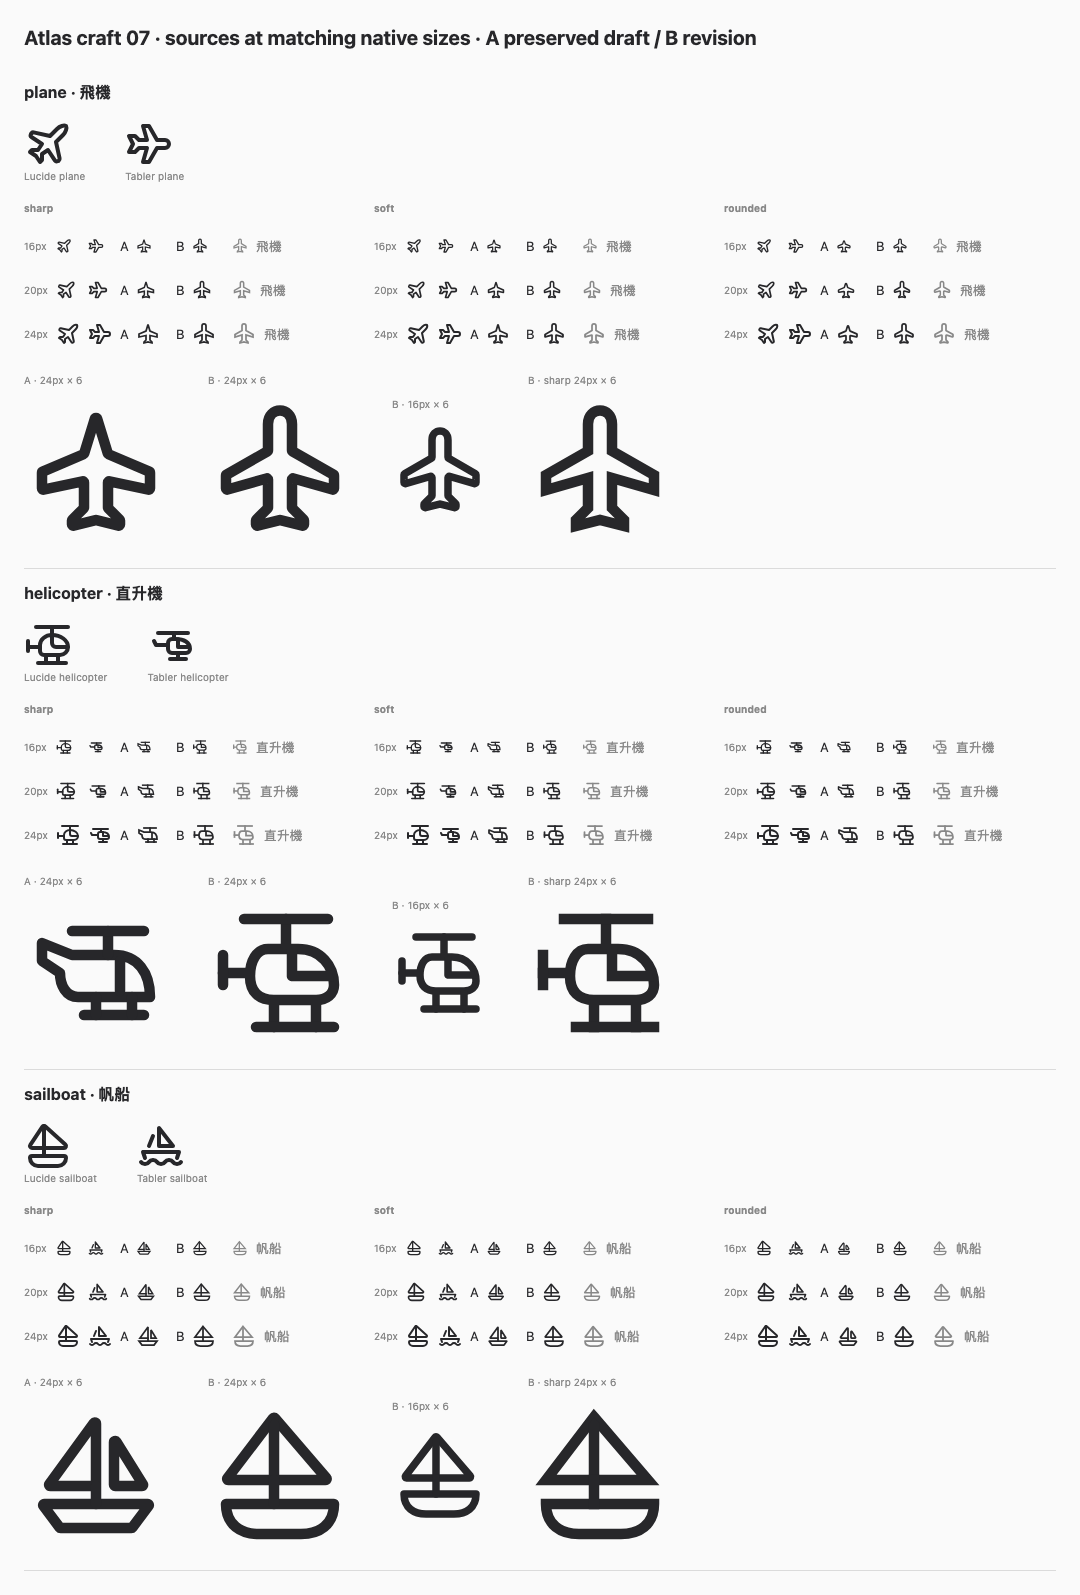 Atlas craft 07 · sources at matching native sizes · A preserved draft / B revision
plane · 飛機
Lucide plane Tabler plane
sharp soft rounded
16px A B 飛機 16px A B 飛機 16px A B 飛機
20px A B 飛機 20px A B 飛機 20px A B 飛機
24px A B 飛機 24px A B 飛機 24px A B 飛機
A · 24px × 6 B · 24px × 6 B · sharp 24px × 6
B · 16px × 6
helicopter · 直升機
Lucide helicopter Tabler helicopter
sharp soft rounded
16px A B 直升機 16px A B 直升機 16px A B 直升機
20px A B 直升機 20px A B 直升機 20px A B 直升機
24px A B 直升機 24px A B 直升機 24px A B 直升機
A · 24px × 6 B · 24px × 6 B · sharp 24px × 6
B · 16px × 6
sailboat · 帆船
Lucide sailboat Tabler sailboat
sharp soft rounded
16px A B 帆船 16px A B 帆船 16px A B 帆船
20px A B 帆船 20px A B 帆船 20px A B 帆船
24px A B 帆船 24px A B 帆船 24px A B 帆船
A · 24px × 6 B · 24px × 6 B · sharp 24px × 6
B · 16px × 6